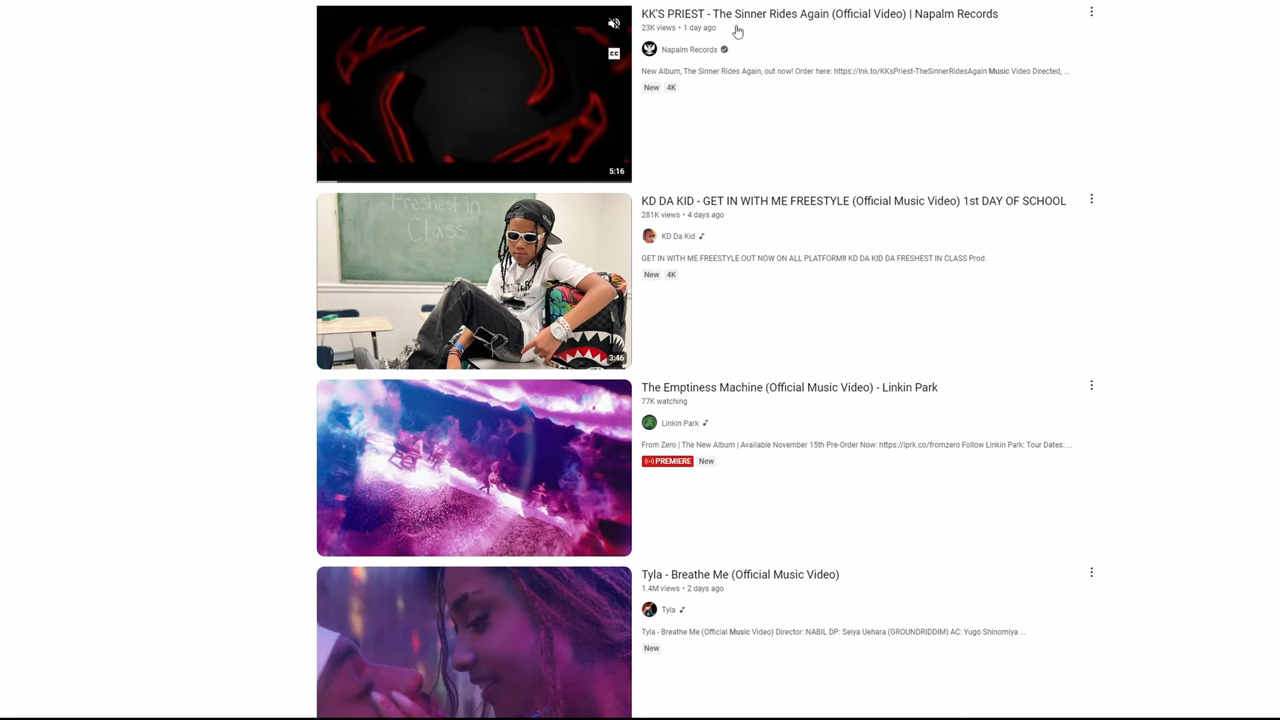 KK'S PRIEST - The Sinner Rides Again (Official Video) | Napalm Records
23K views • 1 day ago
CC
Napalm Records
New Album, The Sinner Rides Again, out now! Order here: https://lnk.to/KKsPriest-TheSinnerRidesAgain Music Video Directed, ...
New 4K
5:16
Freshest in
Class
KD DA KID - GET IN WITH ME FREESTYLE (Official Music Video) 1st DAY OF SCHOOL
281K views • 4 days ago
KD Da Kid
GET IN WITH ME FREESTYLE OUT NOW ON ALL PLATFORM!! KD DA KID DA FRESHEST IN CLASS Prod.
New 4K
3:46
The Emptiness Machine (Official Music Video) - Linkin Park
77K watching
Linkin Park
From Zero | The New Album | Available November 15th Pre-Order Now: https://lprk.co/fromzero Follow Linkin Park: Tour Dates: ...
PREMIERE New
Tyla - Breathe Me (Official Music Video)
1.4M views • 2 days ago
Tyla
Tyla - Breathe Me (Official Music Video) Director: NABIL DP: Seiya Uehara (GROUNDRIDDIM) AC: Yugo Shinomiya ...
New